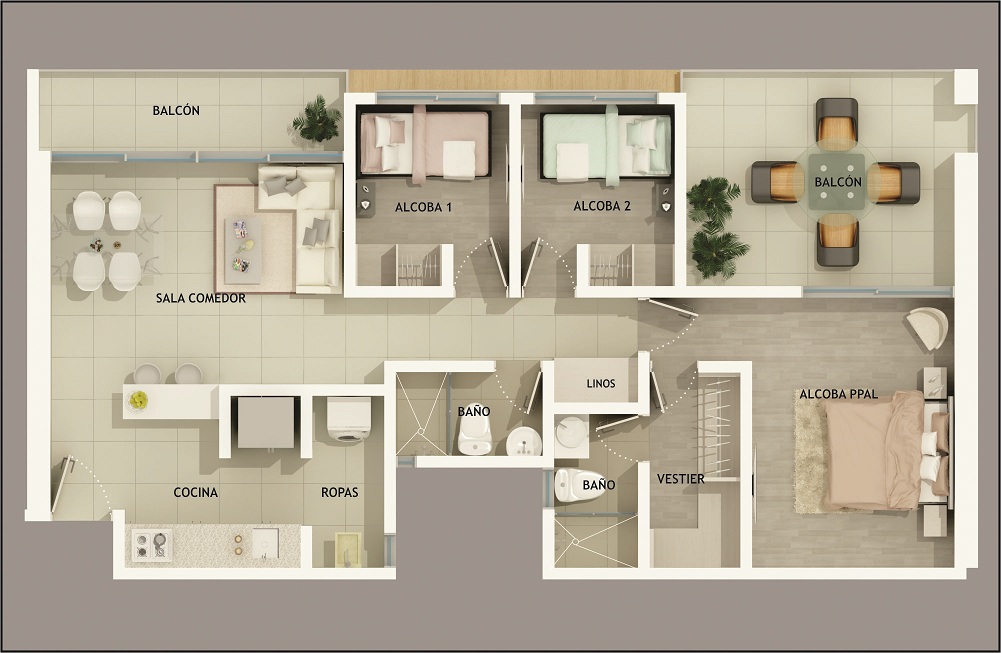 BALCÓN
ALCOBA 1
ALCOBA 2
BALCÓN
SALA COMEDOR
LINOS
ALCOBA PPAL
BAÑO
COCINA
ROPAS
BAÑO
VESTIER